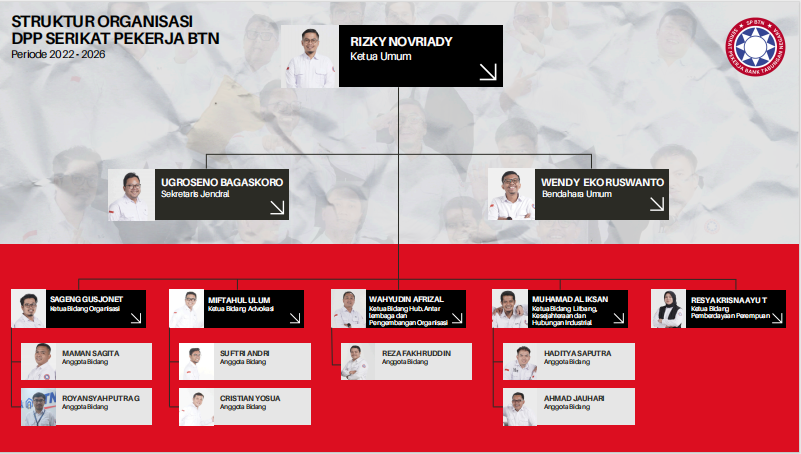 STRUKTUR ORGANISASI
DPP SERIKAT PEKERJA BTN
Periode 2022 - 2026
RIZKY NOVRIADY
Ketua Umum
SP BTN
SERIKAT PEKERJA BANK TABUNGAN NEGARA
UGROSENO BAGASKORO
Sekretaris Jendral
WENDY EKO RUSWANTO
Bendahara Umum
SAGENG GUSJONET
Ketua Bidang Organisasi
MIFTAHUL ULUM
Ketua Bidang Advokasi
WAHYUDIN AFRIZAL
Ketua Bidang Hub. Antar
lembaga dan
Pengembangan Organisasi
MUHAMAD AL IKSAN
Ketua Bidang Litbang,
Kesejahteraan dan
Hubungan Industrial
RESYA KRISNA AYU T
Ketua Bidang
Pemberdayaan Perempuan
MAMAN SAGITA
Anggota Bidang
SUFTRI ANDRI
Anggota Bidang
REZA FAKHRUDDIN
Anggota Bidang
HADITYA SAPUTRA
Anggota Bidang
ROYANSYAH PUTRA G
Anggota Bidang
CRISTIAN YOSUA
Anggota Bidang
AHMAD JAUHARI
Anggota Bidang